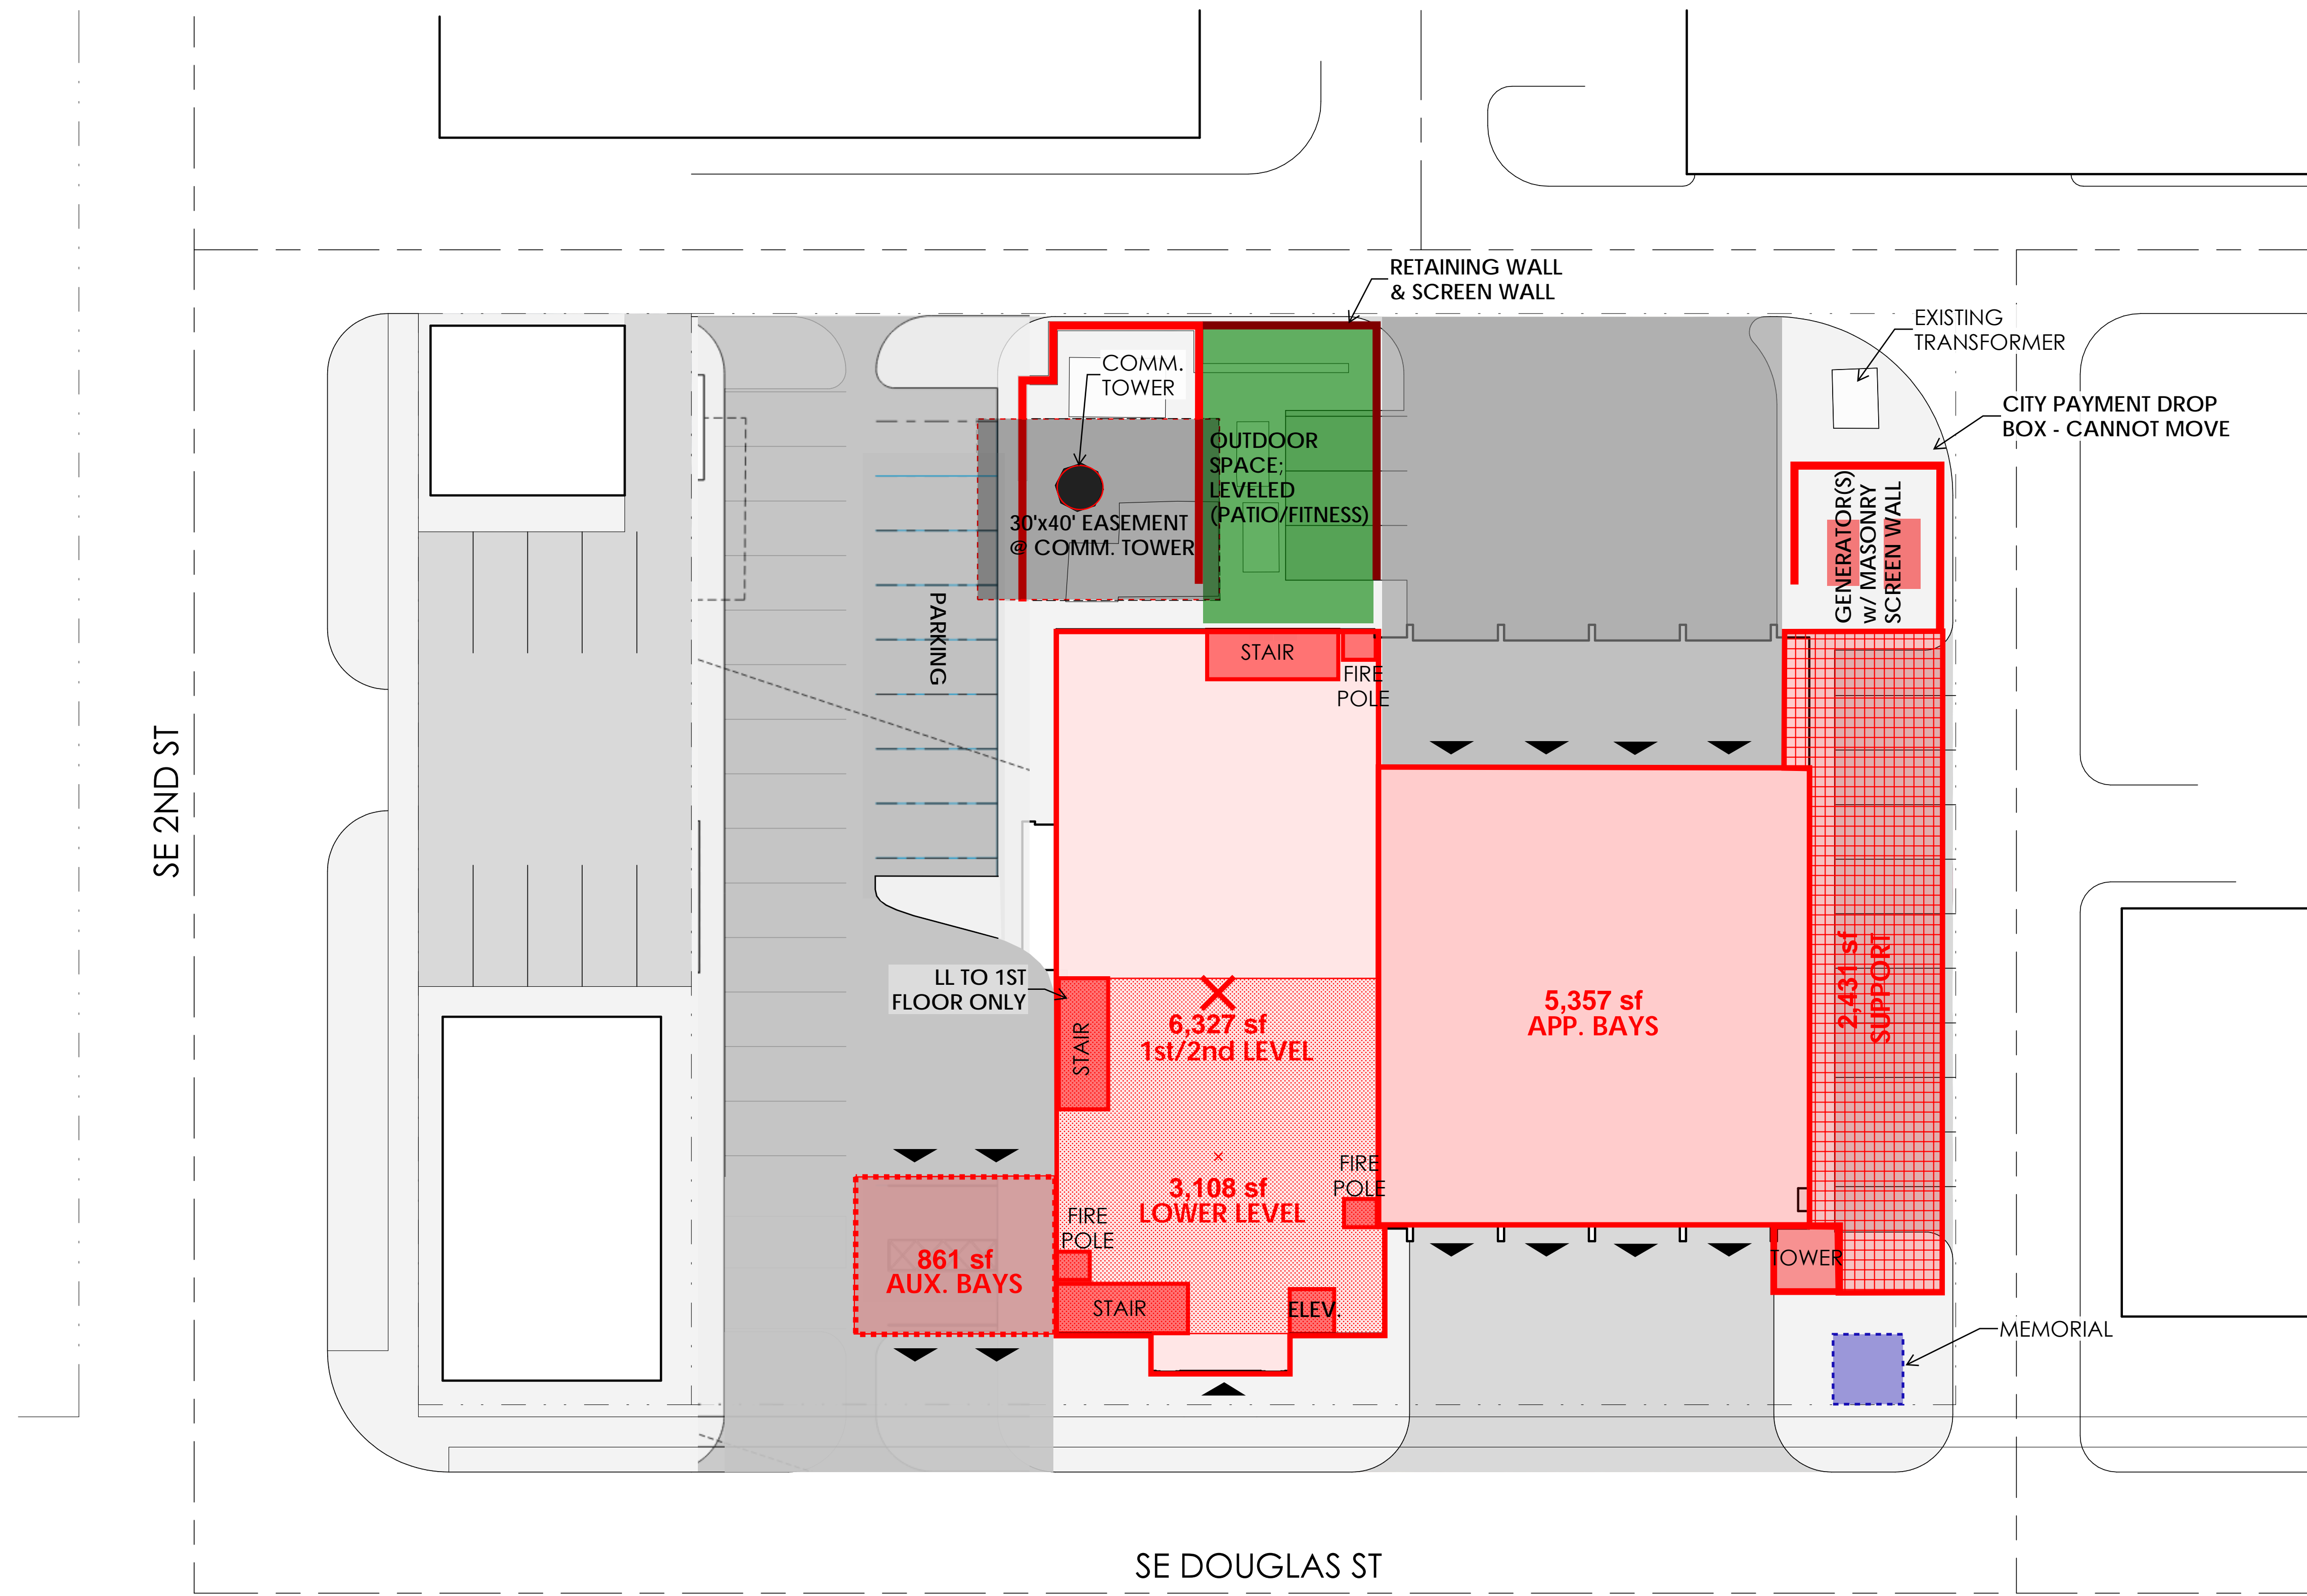 RETAINING WALL
& SCREEN WALL
EXISTING
TRANSFORMER
COMM.
TOWER
CITY PAYMENT DROP
BOX - CANNOT MOVE
OUTDOOR
SPACE;
LEVELED
(PATIO/FITNESS)
30'x40' EASEMENT
@ COMM. TOWER
GENERATOR(S)
w/ MASONRY
SCREEN WALL
PARKING
STAIR
FIRE
POLE
SE 2ND ST
LL TO 1ST
FLOOR ONLY
STAIR
6,327 sf
1st/2nd LEVEL
5,357 sf
APP. BAYS
2,431 sf
SUPPORT
FIRE
POLE
3,108 sf
LOWER LEVEL
FIRE
POLE
861 sf
AUX. BAYS
STAIR
ELEV.
TOWER
MEMORIAL
SE DOUGLAS ST